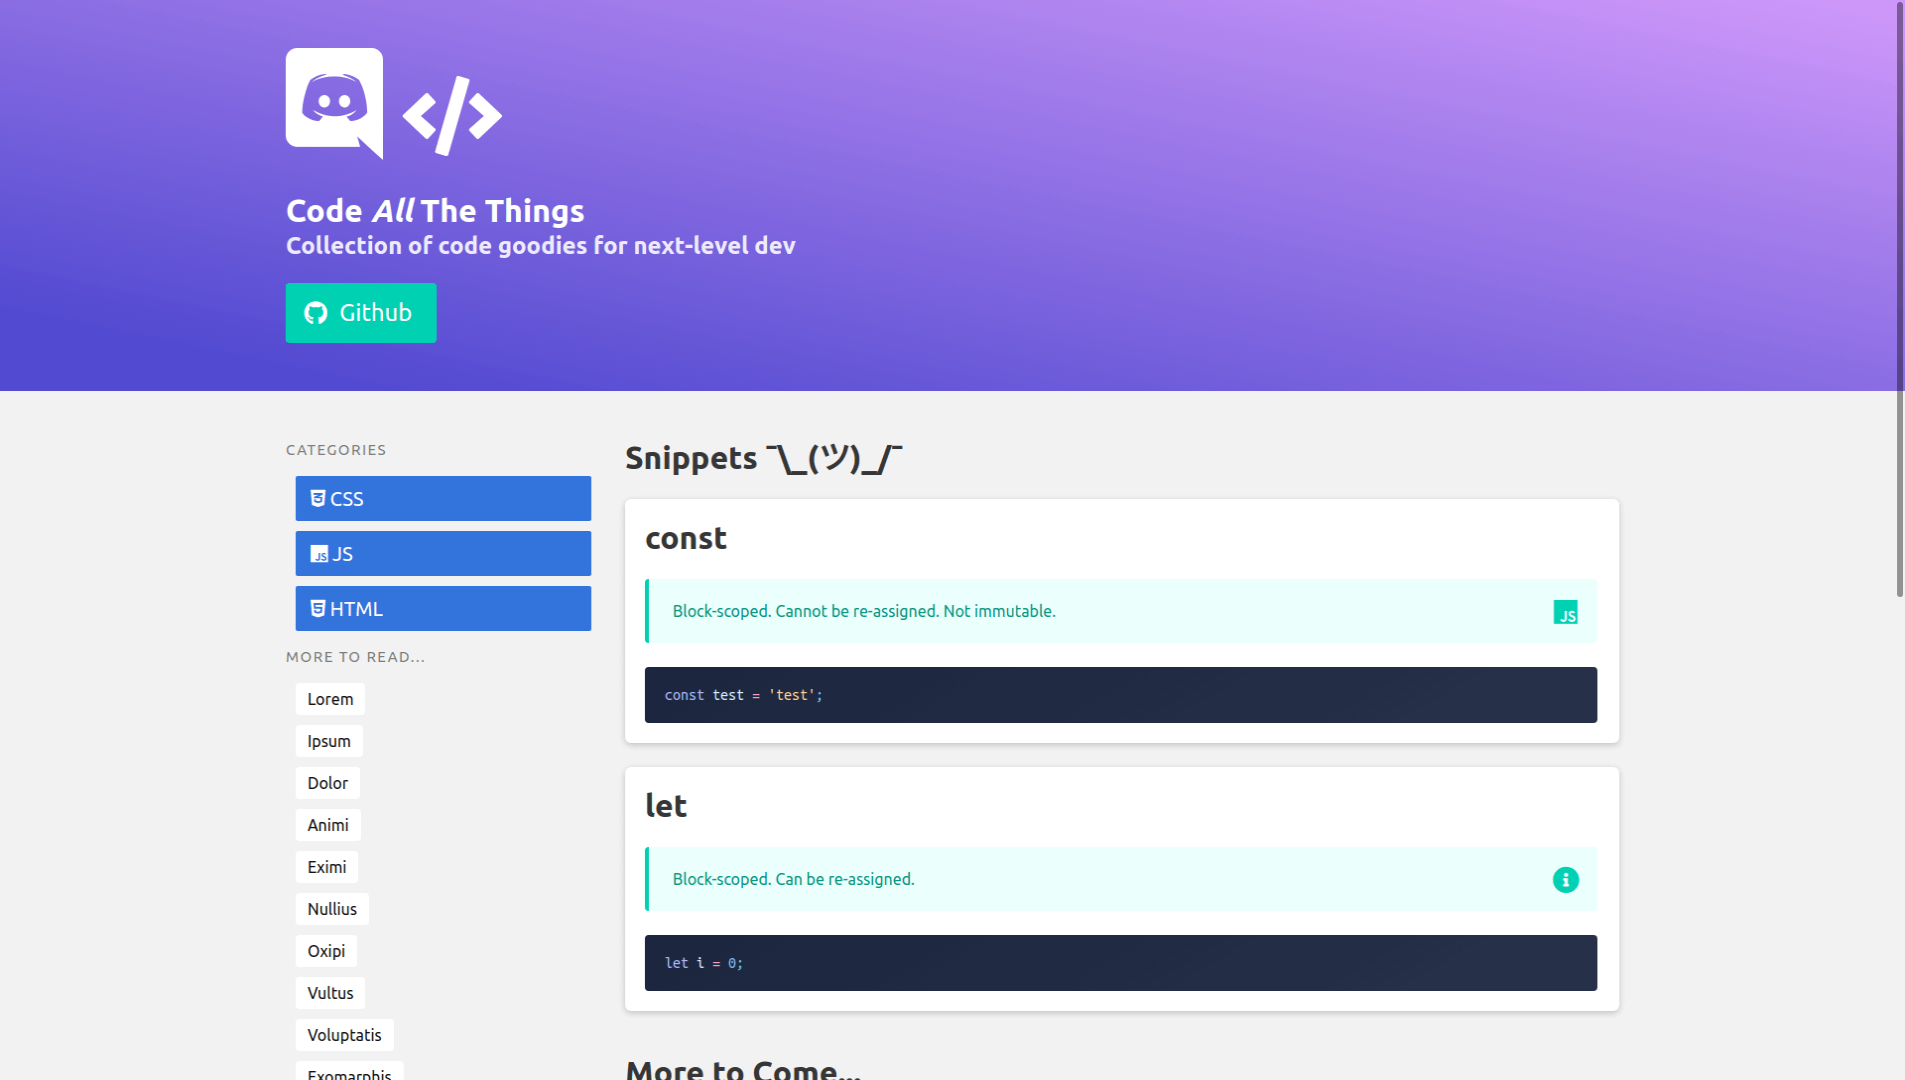 Code All The Things
Collection of code goodies for next-level dev
Github
CATEGORIES
CSS
JS
HTML
MORE TO READ...
Lorem
Ipsum
Dolor
Animi
Eximi
Nullius
Oxipi
Vultus
Voluptatis
Exomarphis
Snippets ¯\_(ツ)_/¯
const
Block-scoped. Cannot be re-assigned. Not immutable.
JS
const test = 'test';
let
Block-scoped. Can be re-assigned.
let i = 0;
More to Come...